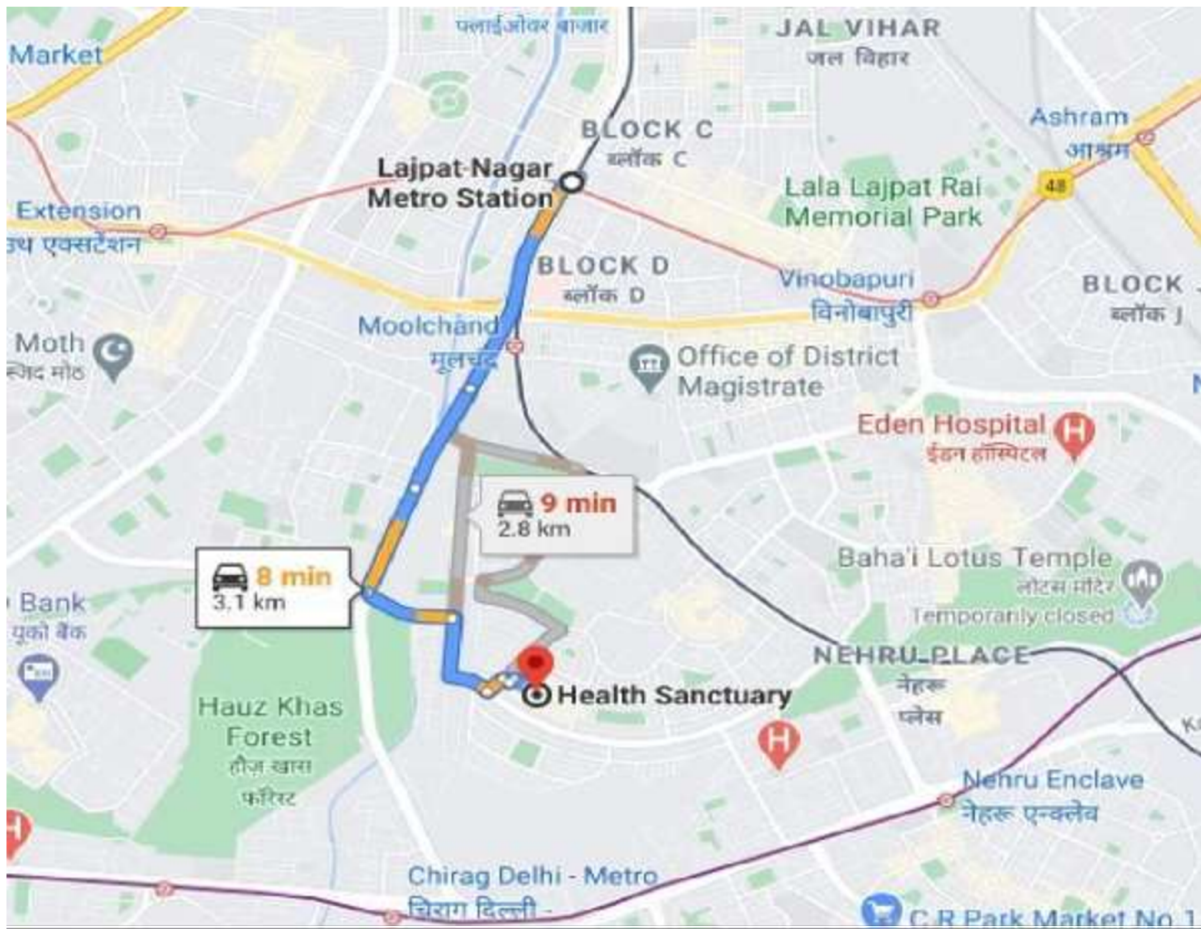 फ्लाईओवर बाजार
JAL VIHAR
जल विहार
Market
Ashram
आश्रम
BLOCK C
ब्लॉक C
Lajpat Nagar
Metro Station
48
Lala Lajpat Rai
Memorial Park
Extension
उथ एक्सटेंशन
BLOCK D
ब्लॉक D
Vinobapuri
विनोबापुरी
BLOCK J
ब्लॉक J
Moolchand
मूलचंद
Moth
स्जिद मोठ
Office of District
Magistrate
Eden Hospital
ईडन हॉस्पिटल
H
9 min
2.8 km
8 min
3.1 km
Baha'i Lotus Temple
लोटस मंदिर
Temporarily closed
Bank
यूको बैंक
NEHRU PLACE
नेहरू
प्लेस
Health Sanctuary
Hauz Khas
Forest
हौज़ खास
फॉरेस्ट
H
Nehru Enclave
नेहरू एन्क्लेव
H
Chirag Delhi - Metro
चिराग दिल्ली -
C R Park Market No 1